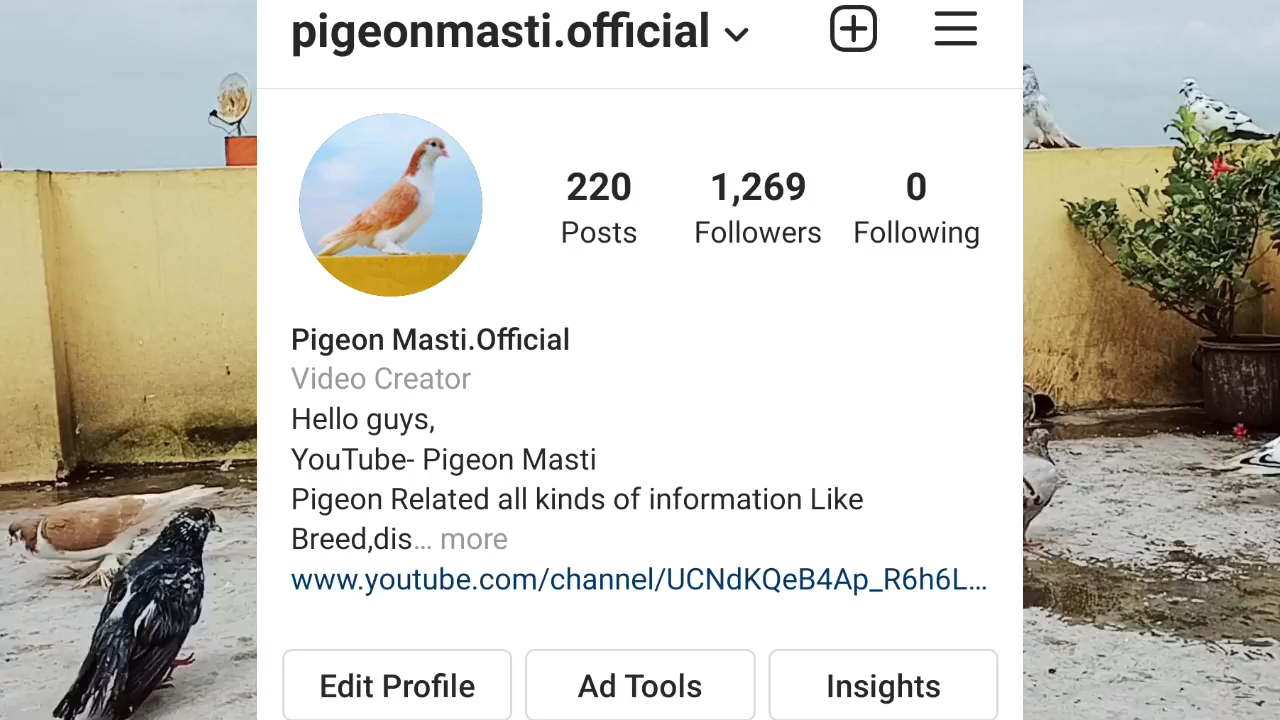 pigeonmasti.official
220 1,269 0
Posts Followers Following
Pigeon Masti.Official
Video Creator
Hello guys,
YouTube- Pigeon Masti
Pigeon Related all kinds of information Like
Breed,dis... more
www.youtube.com/channel/UCNdKQeB4Ap_R6h6L...
Edit Profile Ad Tools Insights